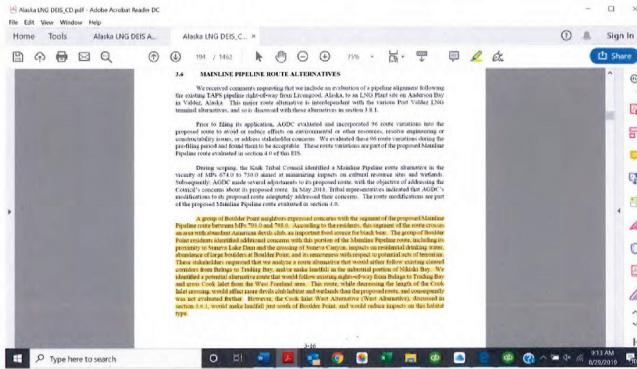 Alaska LNG DEIS_CD.pdf - Adobe Acrobat Reader DC
File Edit View Window Help
Home Tools Alaska LNG DEIS A... Alaska LNG DEIS_C... × Sign In
194 / 1462 75% Share
3.6 MAINLINE PIPELINE ROUTE ALTERNATIVES
We received comments requesting that we include an evaluation of a pipeline alignment following
the existing TAPS pipeline right-of-way from Livengood, Alaska, to an LNG Plant site on Anderson Bay
in Valdez, Alaska. This major route alternative is interdependent with the various Port Valdez LNG
terminal alternatives, and so is discussed with these alternatives in section 3.8.1.
Prior to filing its application, AGDC evaluated and incorporated 96 route variations into the
proposed route to avoid or reduce effects on environmental or other resources, resolve engineering or
constructability issues, or address stakeholder concerns. We evaluated these 96 route variations during the
pre-filing period and found them to be acceptable. These route variations are part of the proposed Mainline
Pipeline route evaluated in section 4.0 of this EIS.
During scoping, the Knik Tribal Council identified a Mainline Pipeline route alternative in the
vicinity of MPs 674.0 to 730.0 aimed at minimizing impacts on cultural resource sites and wetlands.
Subsequently, AGDC made several adjustments to its proposed route, with the objective of addressing the
Council's concerns about its proposed route. In May 2018, Tribal representatives indicated that AGDC's
modifications to its proposed route adequately addressed their concerns. The route modifications are part
of the proposed Mainline Pipeline route evaluated in section 4.0.
A group of Boulder Point neighbors expressed concerns with the segment of the proposed Mainline
Pipeline route between MPs 793.0 and 798.0. According to the residents, this segment of the route crosses
an area with abundant American devils club, an important food source for black bear. The group of Boulder
Point residents identified additional concerns with this portion of the Mainline Pipeline route, including its
proximity to Suneva Lake Dam and the crossing of Suneva Canyon, impacts on residential drinking water,
abundance of large boulders at Boulder Point, and its remoteness with respect to potential acts of terrorism.
These stakeholders requested that we analyze a route alternative that would either follow existing cleared
corridors from Beluga to Trading Bay, and/or make landfall in the industrial portion of Nikiski Bay. We
identified a potential alternative route that would follow existing rights-of-way from Beluga to Trading Bay
and cross Cook Inlet from the West Foreland area. This route, while decreasing the length of the Cook
Inlet crossing, would affect more devils club habitat and wetlands than the proposed route, and consequently
was not evaluated further. However, the Cook Inlet West Alternative (West Alternative), discussed in
section 3.6.1, would make landfall just south of Boulder Point, and would reduce impacts on this habitat
type.
3-16
Type here to search
9:13 AM
8/29/2019